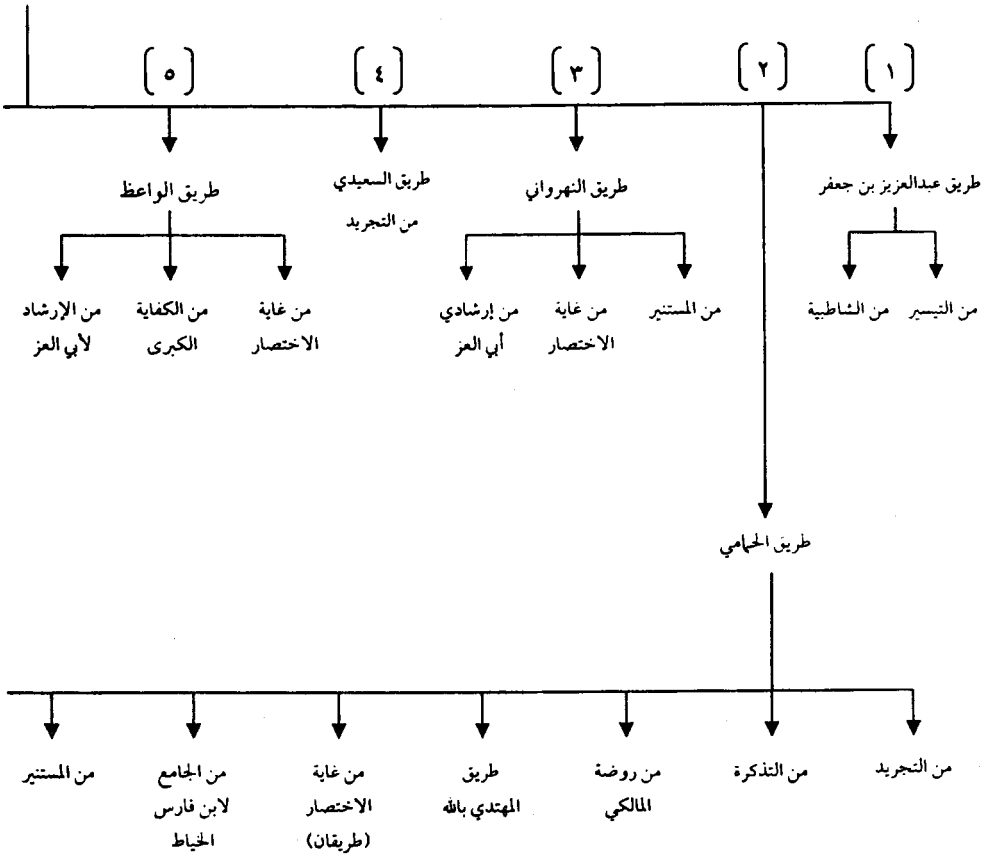 [١]
[٢]
[٣]
[٤]
[٥]
طريق عبدالعزيز بن جعفر
من التيسير
من الشاطبية
طريق النهرواني
من المستنير
من غاية
الاختصار
من إرشادي
أبي العز
طريق السعيدي
من التجريد
طريق الواعظ
من غاية
الاختصار
من الكفاية
الكبرى
من الإرشاد
لأبي العز
طريق الحمامي
من التجريد
من التذكرة
من روضة
المالكي
طريق
المهتدي بالله
من غاية
الاختصار
(طريقان)
من الجامع
لابن فارس
الخياط
من المستنير